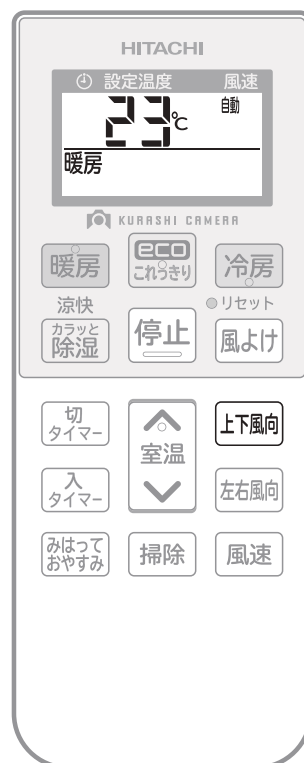 HITACHI
設定温度 風速
23℃ 自動
暖房
KURASHI CAMERA
暖房 eco これっきり 冷房
涼快 リセット
カラッと除湿 停止 風よけ
切タイマー 室温 上下風向
入タイマー 左右風向
みはっておやすみ 掃除 風速